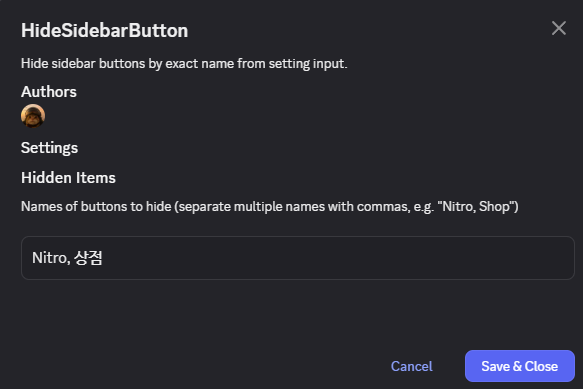 HideSidebarButton
Hide sidebar buttons by exact name from setting input.
Authors
Settings
Hidden Items
Names of buttons to hide (separate multiple names with commas, e.g. "Nitro, Shop")
Nitro, 상점
Cancel
Save & Close